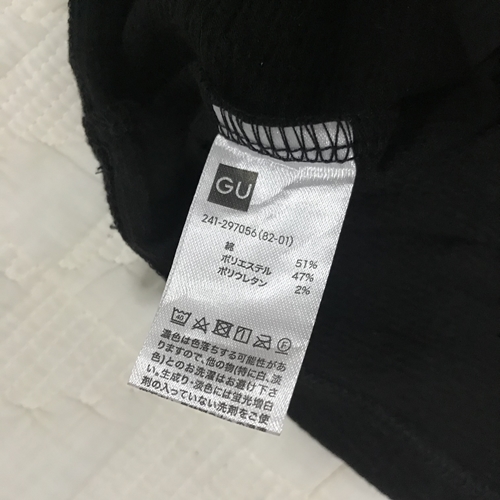 GU
241-297056(82-01)
綿 51%
ポリエステル 47%
ポリウレタン 2%
40
濃色は色落ちする可能性があ
りますので、他の物(特に白、淡
色)とのお洗濯はお避け下さ
い。生成り・淡色には蛍光増白
剤の入っていない洗剤をご使